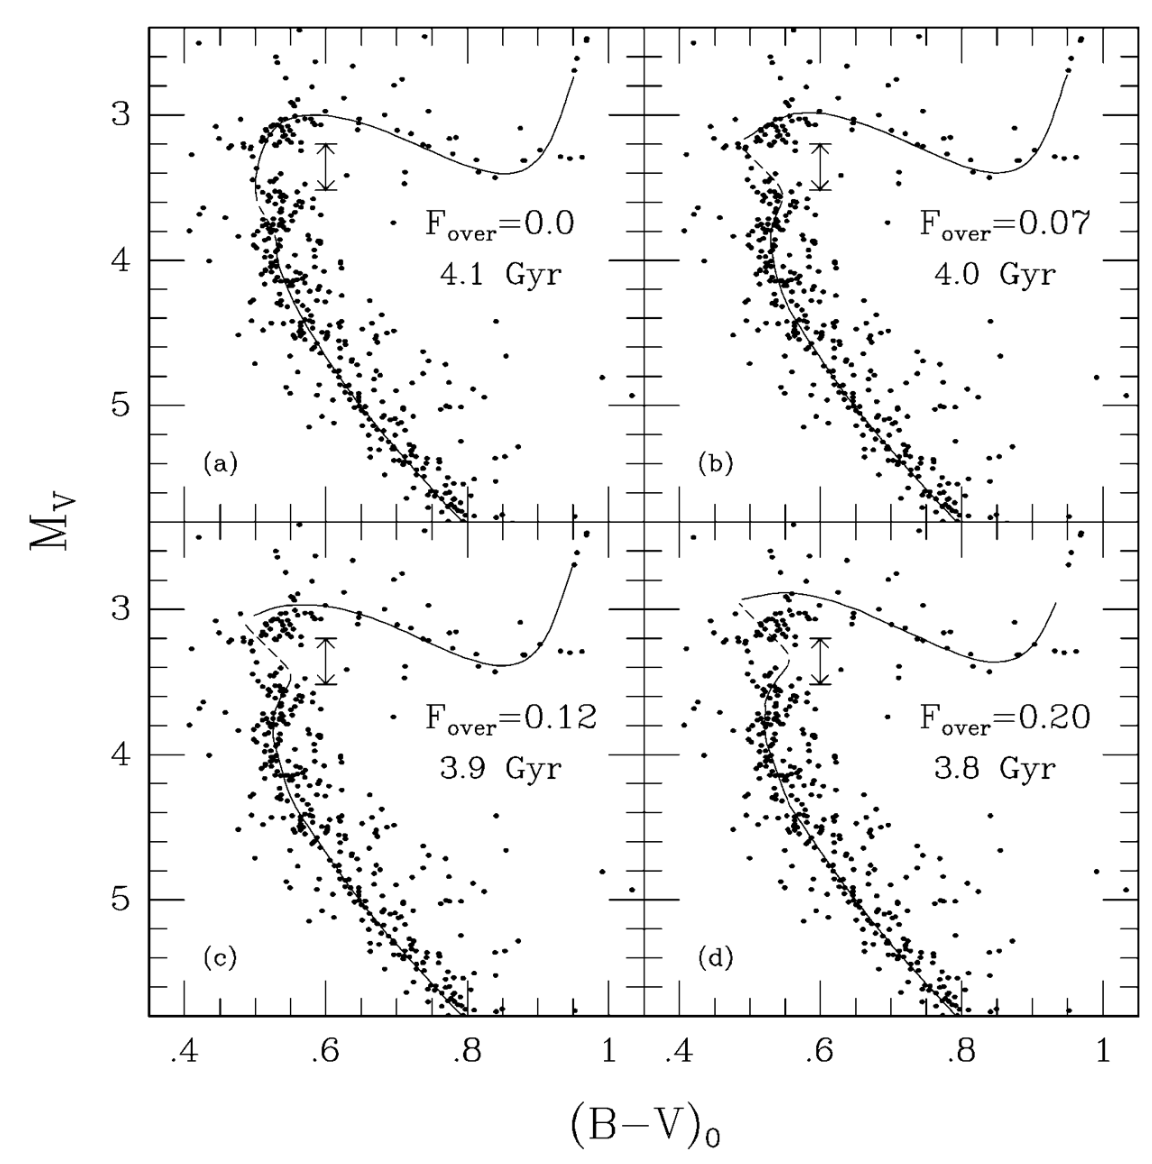 3
4
5
F_over=0.0
4.1 Gyr
(a)
F_over=0.07
4.0 Gyr
(b)
M_V
3
4
5
F_over=0.12
3.9 Gyr
(c)
F_over=0.20
3.8 Gyr
(d)
.4 .6 .8 1 .4 .6 .8 1
(B−V)_0